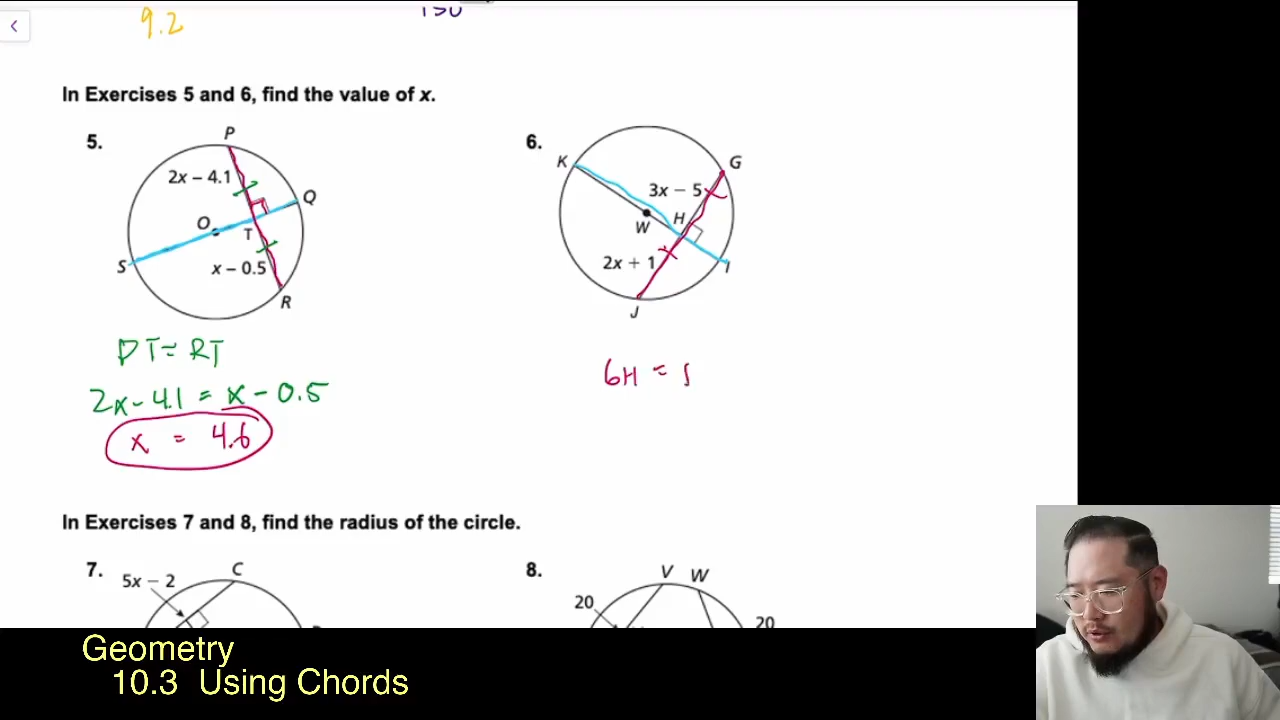 9.2
130
In Exercises 5 and 6, find the value of x.
5.
P
2x − 4.1
Q
O
T
S
x − 0.5
R
PT = RT
2x − 4.1 = x − 0.5
x = 4.6
6.
K
G
3x − 5
H
W
2x + 1
I
J
GH = J
In Exercises 7 and 8, find the radius of the circle.
7.
5x − 2
C
8.
V W
20
20
Geometry
10.3 Using Chords